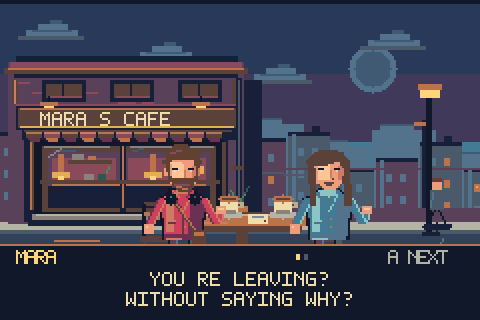 MARA S CAFE
MARA
A NEXT
YOU RE LEAVING?
WITHOUT SAYING WHY?